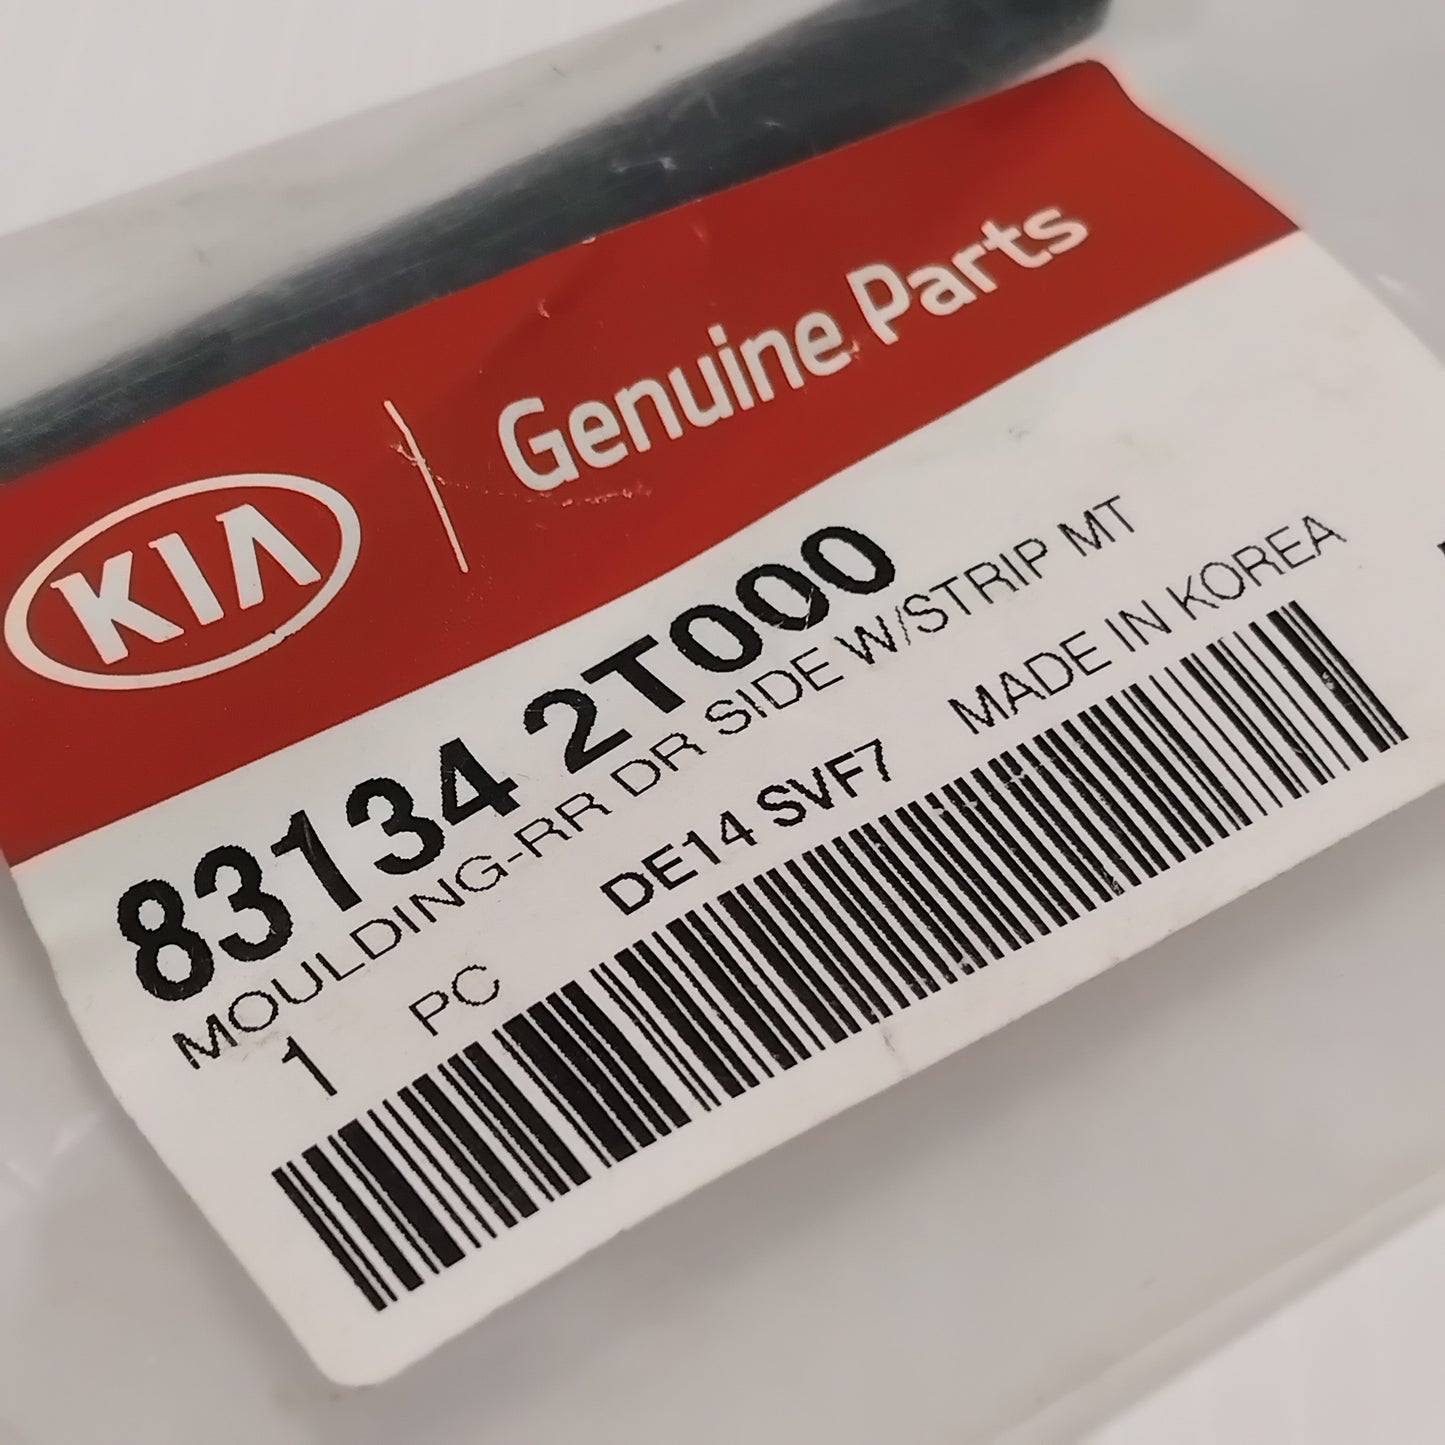 KIA Genuine Parts
83134 2T000
MOULDING-RR DR SIDE W/STRIP MT
1 PC DE14 SVF7 MADE IN KOREA